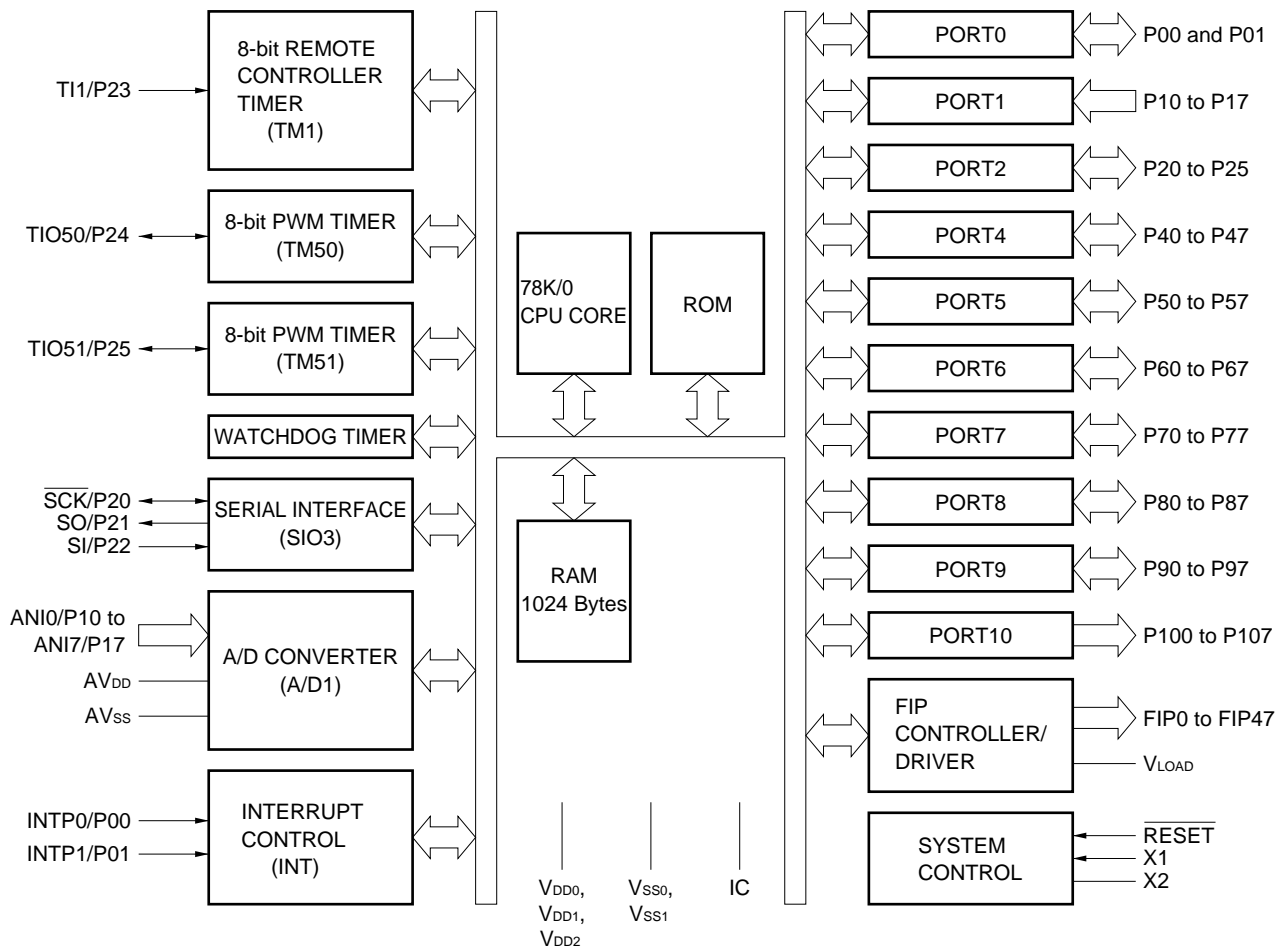 TI1/P23
8-bit REMOTE
CONTROLLER
TIMER
(TM1)
TIO50/P24
8-bit PWM TIMER
(TM50)
TIO51/P25
8-bit PWM TIMER
(TM51)
WATCHDOG TIMER
SCK/P20
SO/P21
SI/P22
SERIAL INTERFACE
(SIO3)
ANI0/P10 to
ANI7/P17
AVDD
AVSS
A/D CONVERTER
(A/D1)
INTP0/P00
INTP1/P01
INTERRUPT
CONTROL
(INT)
78K/0
CPU CORE
ROM
RAM
1024 Bytes
VDD0,
VDD1,
VDD2
VSS0,
VSS1
IC
PORT0
P00 and P01
PORT1
P10 to P17
PORT2
P20 to P25
PORT4
P40 to P47
PORT5
P50 to P57
PORT6
P60 to P67
PORT7
P70 to P77
PORT8
P80 to P87
PORT9
P90 to P97
PORT10
P100 to P107
FIP
CONTROLLER/
DRIVER
FIP0 to FIP47
VLOAD
SYSTEM
CONTROL
RESET
X1
X2